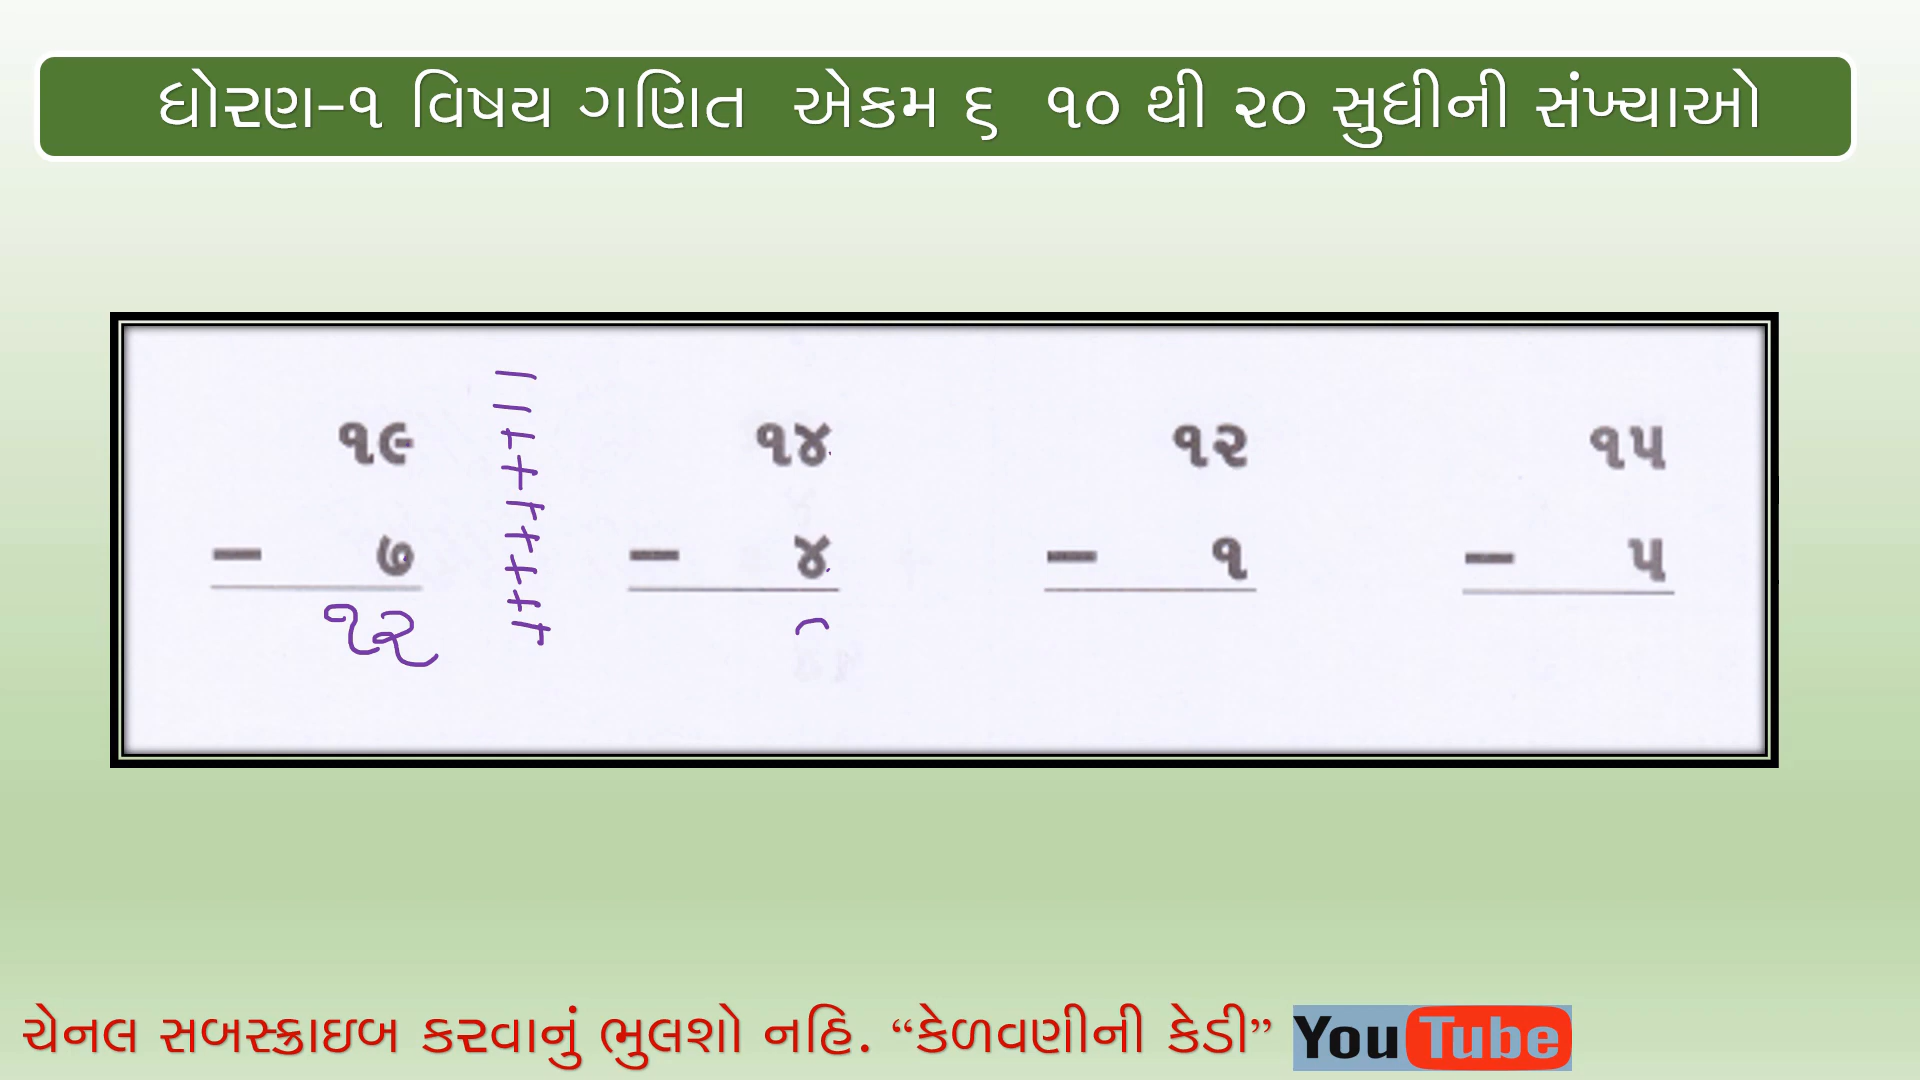 ધોરણ-૧ વિષય ગણિત એકમ ૬ ૧૦ થી ૨૦ સુધીની સંખ્યાઓ
૧૯ ૧૪ ૧૨ ૧૫
– ૭ – ૪ – ૧ – ૫
૧૨
ચેનલ સબસ્ક્રાઇબ કરવાનું ભુલશો નહિ. “કેળવણીની કેડી” YouTube